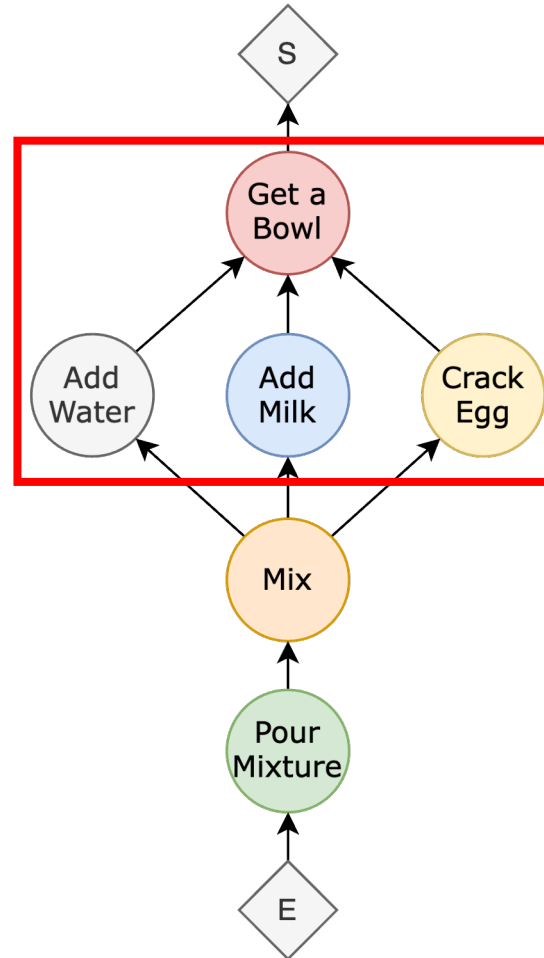 S
Get a
Bowl
Add
Water
Add
Milk
Crack
Egg
Mix
Pour
Mixture
E